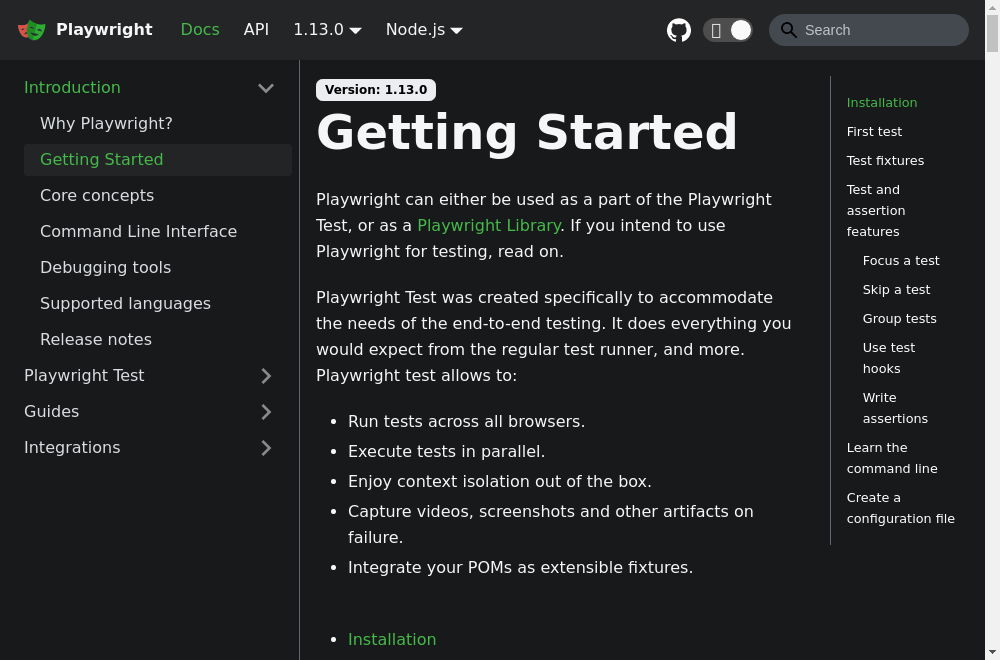 Playwright
Docs
API
1.13.0
Node.js
Search
Introduction
Why Playwright?
Getting Started
Core concepts
Command Line Interface
Debugging tools
Supported languages
Release notes
Playwright Test
Guides
Integrations
Version: 1.13.0
Getting Started
Playwright can either be used as a part of the Playwright
Test, or as a Playwright Library. If you intend to use
Playwright for testing, read on.
Playwright Test was created specifically to accommodate
the needs of the end-to-end testing. It does everything you
would expect from the regular test runner, and more.
Playwright test allows to:
Run tests across all browsers.
Execute tests in parallel.
Enjoy context isolation out of the box.
Capture videos, screenshots and other artifacts on
failure.
Integrate your POMs as extensible fixtures.
Installation
Installation
First test
Test fixtures
Test and
assertion
features
Focus a test
Skip a test
Group tests
Use test
hooks
Write
assertions
Learn the
command line
Create a
configuration file